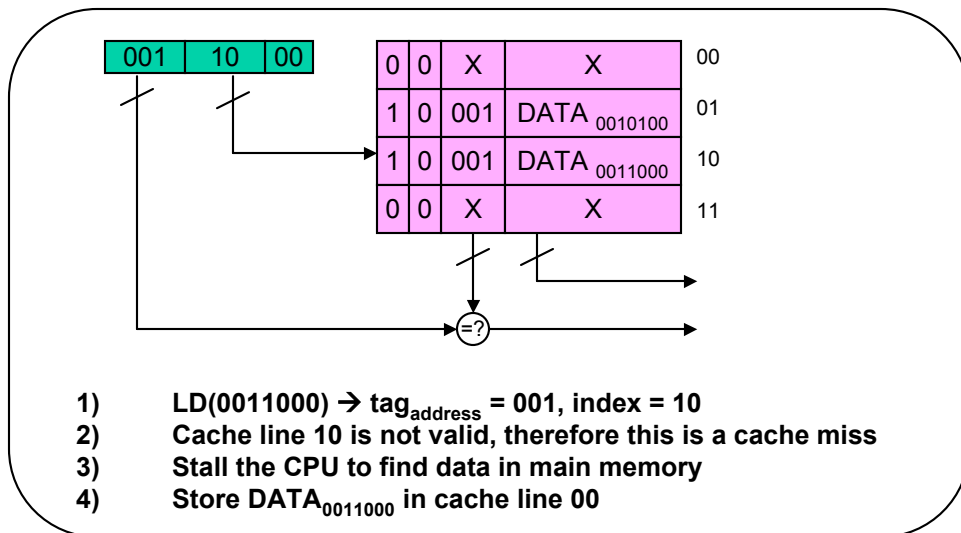 001 10 00
0 0 X X 00
1 0 001 DATA 0010100 01
1 0 001 DATA 0011000 10
0 0 X X 11
=?
1) LD(0011000) → tagaddress = 001, index = 10
2) Cache line 10 is not valid, therefore this is a cache miss
3) Stall the CPU to find data in main memory
4) Store DATA0011000 in cache line 00